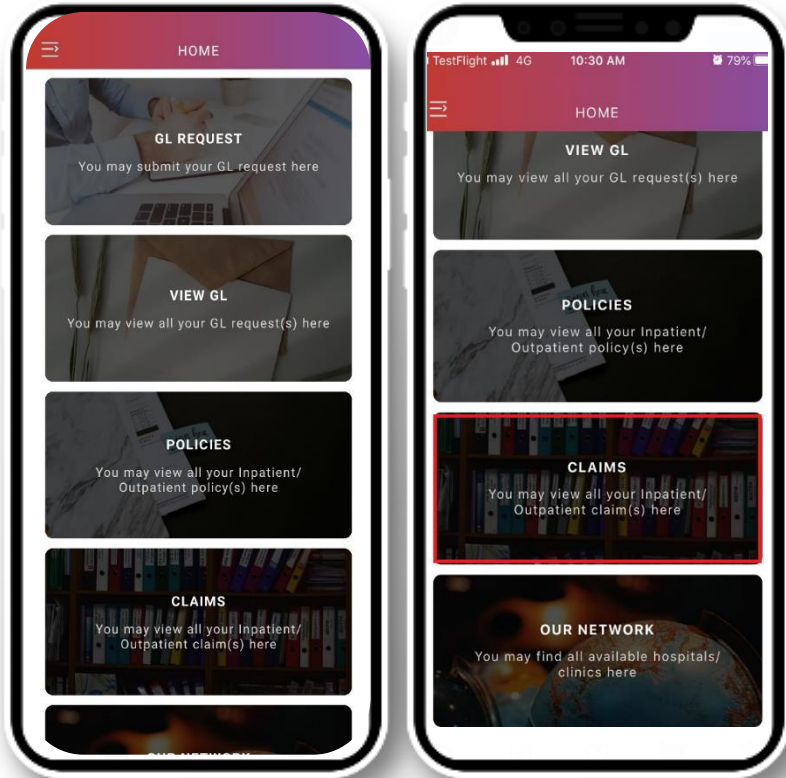 HOME
GL REQUEST
You may submit your GL request here
VIEW GL
You may view all your GL request(s) here
POLICIES
You may view all your Inpatient/
Outpatient policy(s) here
CLAIMS
You may view all your Inpatient/
Outpatient claim(s) here
OUR NETWORK
TestFlight 4G 10:30 AM 79%
HOME
VIEW GL
You may view all your GL request(s) here
POLICIES
You may view all your Inpatient/
Outpatient policy(s) here
CLAIMS
You may view all your Inpatient/
Outpatient claim(s) here
OUR NETWORK
You may find all available hospitals/
clinics here